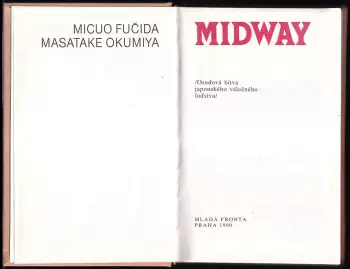 MICUO FUČIDA
MASATAKE OKUMIYA
MIDWAY
/Osudová bitva
japonského válečného
loďstva/
MLADÁ FRONTA
PRAHA 1990